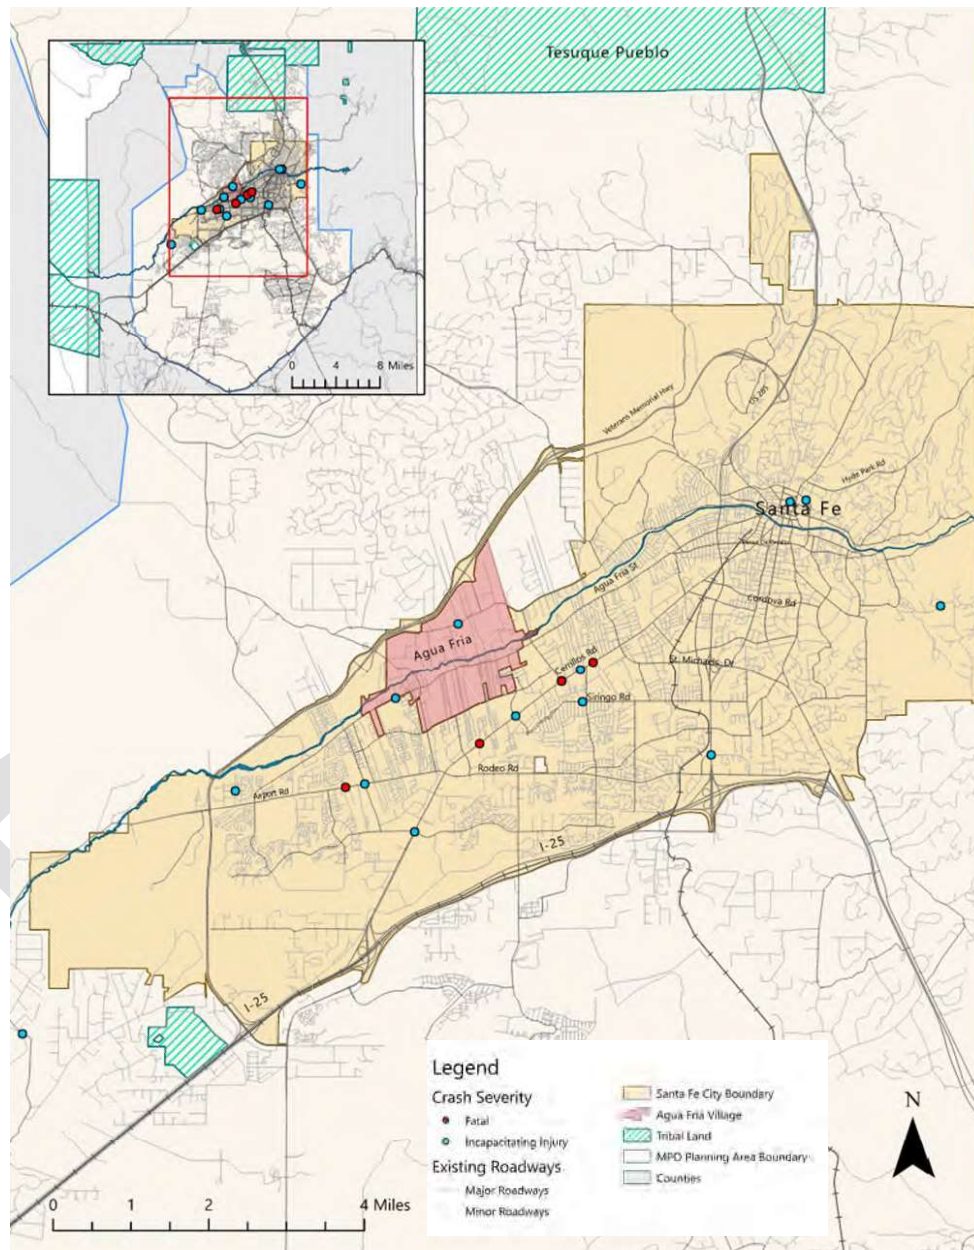 Tesuque Pueblo
0 4 8 Miles
Veterans Memorial Hwy
US 285
Hyde Park Rd
Santa Fe
Agua Fria St
Cordova Rd
Agua Fria
Cerrillos Rd
St. Michaels Dr
Siringo Rd
Rodeo Rd
Airport Rd
I-25
I-25
Legend
Crash Severity
Fatal
Incapacitating Injury
Existing Roadways
Major Roadways
Minor Roadways
Santa Fe City Boundary
Agua Fria Village
Tribal Land
MPO Planning Area Boundary
Counties
N
0 1 2 4 Miles